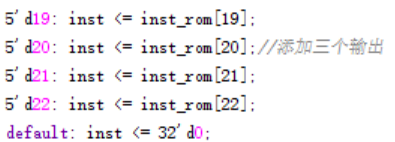 5'd19: inst <= inst_rom[19];
5'd20: inst <= inst_rom[20];//添加三个输出
5'd21: inst <= inst_rom[21];
5'd22: inst <= inst_rom[22];
default: inst <= 32'd0;